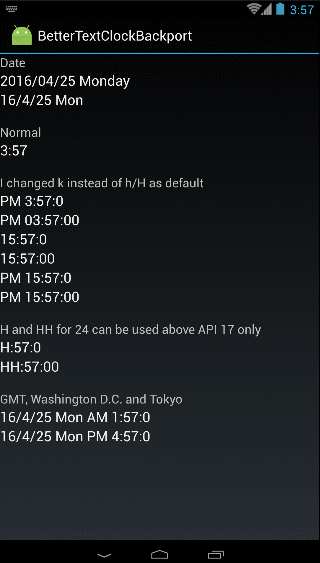 3:57
BetterTextClockBackport
Date
2016/04/25 Monday
16/4/25 Mon
Normal
3:57
I changed k instead of h/H as default
PM 3:57:0
PM 03:57:00
15:57:0
15:57:00
PM 15:57:0
PM 15:57:00
H and HH for 24 can be used above API 17 only
H:57:0
HH:57:00
GMT, Washington D.C. and Tokyo
16/4/25 Mon AM 1:57:0
16/4/25 Mon PM 4:57:0